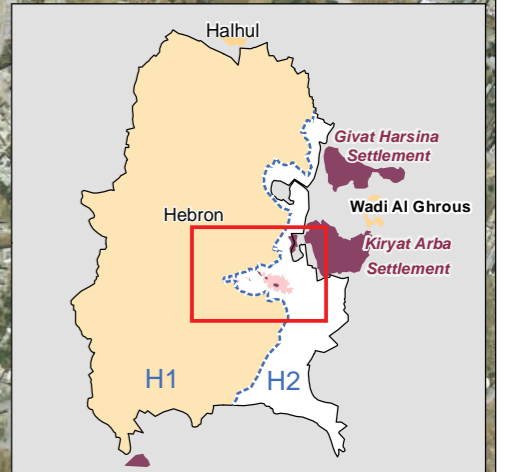 Halhul
Givat Harsina
Settlement
Wadi Al Ghrous
Hebron
Kiryat Arba
Settlement
H1
H2